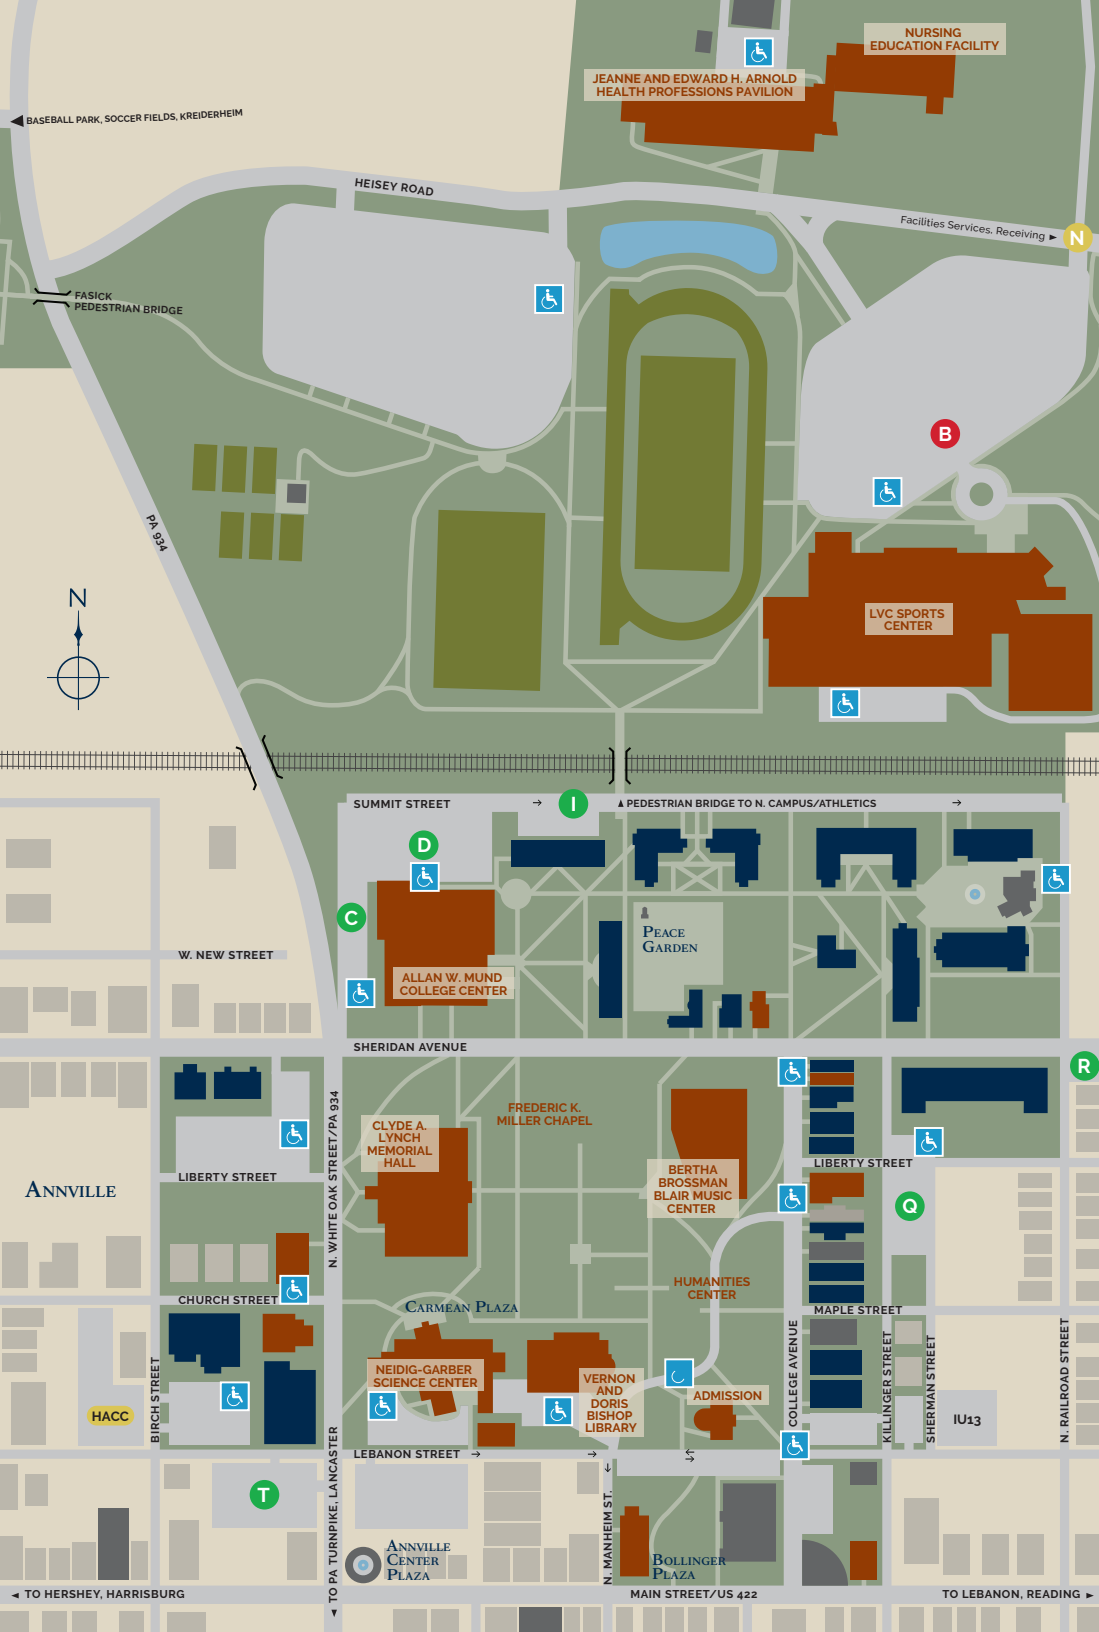 NURSING
EDUCATION FACILITY
JEANNE AND EDWARD H. ARNOLD
HEALTH PROFESSIONS PAVILION
◄ BASEBALL PARK, SOCCER FIELDS, KREIDERHEIM
HEISEY ROAD
Facilities Services, Receiving ►
N
FASICK
PEDESTRIAN BRIDGE
B
PA 934
N
LVC SPORTS
CENTER
SUMMIT STREET →
I
▲ PEDESTRIAN BRIDGE TO N. CAMPUS/ATHLETICS →
D
C
PEACE
GARDEN
W. NEW STREET
ALLAN W. MUND
COLLEGE CENTER
SHERIDAN AVENUE
R
FREDERIC K.
MILLER CHAPEL
CLYDE A.
LYNCH
MEMORIAL
HALL
N. WHITE OAK STREET/PA 934
BERTHA
BROSSMAN
BLAIR MUSIC
CENTER
LIBERTY STREET
LIBERTY STREET
ANNVILLE
Q
HUMANITIES
CENTER
CHURCH STREET
CARMEAN PLAZA
MAPLE STREET
BIRCH STREET
COLLEGE AVENUE
KILLINGER STREET
SHERMAN STREET
N. RAILROAD STREET
NEIDIG-GARBER
SCIENCE CENTER
VERNON
AND
DORIS
BISHOP
LIBRARY
ADMISSION
HACC
IU13
LEBANON STREET → → ← →
T
◄ TO PA TURNPIKE, LANCASTER
N. MANHEIM ST. →
ANNVILLE
CENTER
PLAZA
BOLLINGER
PLAZA
◄ TO HERSHEY, HARRISBURG
MAIN STREET/US 422
TO LEBANON, READING ►